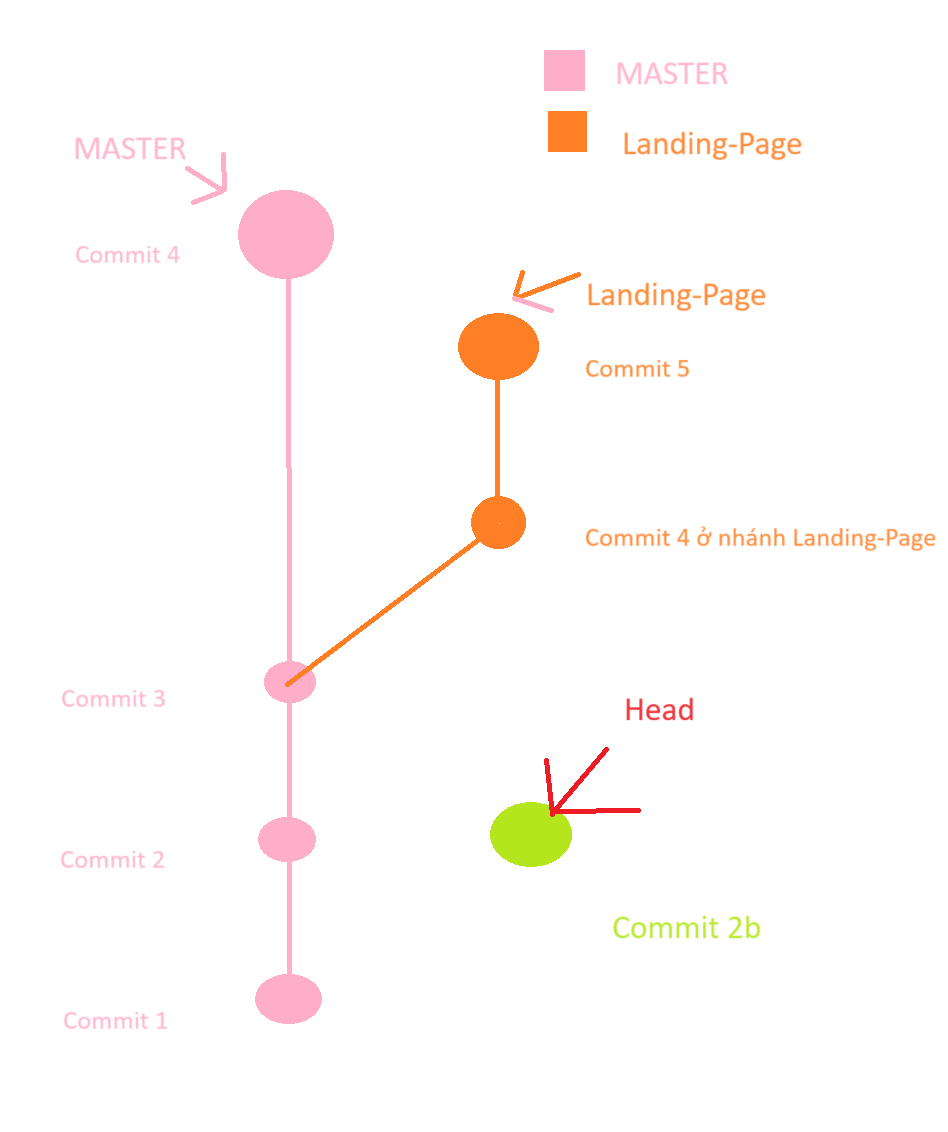 MASTER
Landing-Page
MASTER
Commit 4
Landing-Page
Commit 5
Commit 4 ở nhánh Landing-Page
Commit 3
Head
Commit 2
Commit 2b
Commit 1